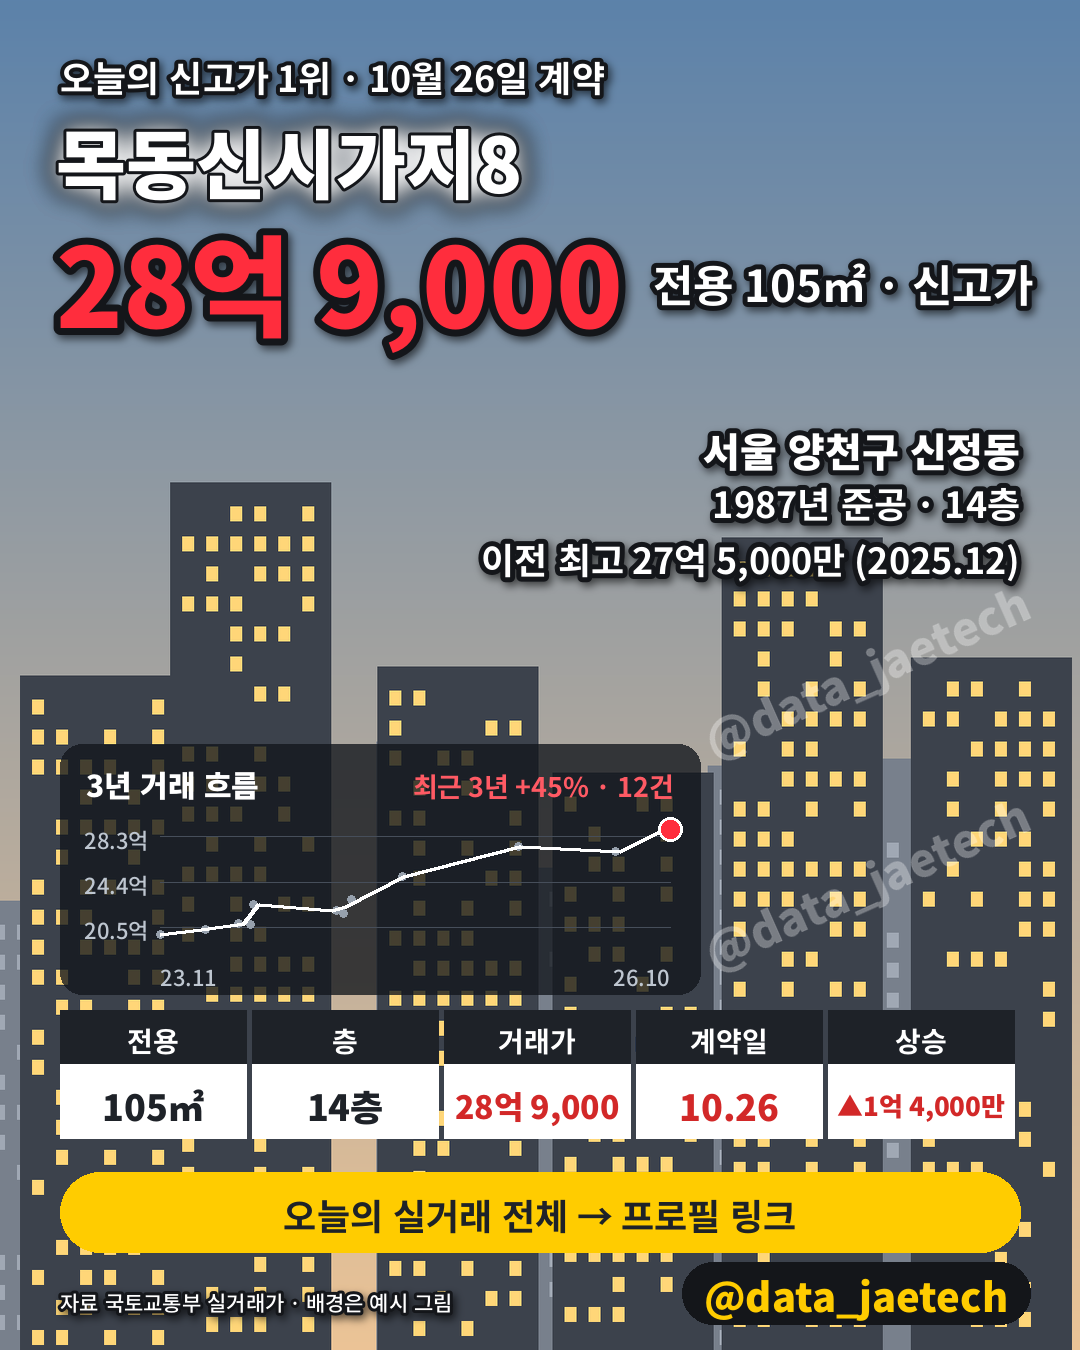 오늘의 신고가 1위 · 10월 26일 계약
목동신시가지8
28억 9,000 전용 105㎡ · 신고가
서울 양천구 신정동
1987년 준공 · 14층
이전 최고 27억 5,000만 (2025.12)
@data_jaetech
3년 거래 흐름 최근 3년 +45% · 12건
28.3억
24.4억
20.5억
23.11 26.10
@data_jaetech
전용 층 거래가 계약일 상승
105㎡ 14층 28억 9,000 10.26 ▲1억 4,000만
오늘의 실거래 전체 → 프로필 링크
자료 국토교통부 실거래가 · 배경은 예시 그림
@data_jaetech